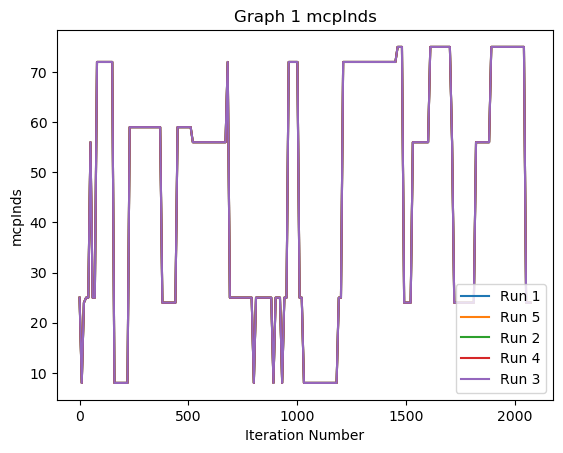 Graph 1 mcpInds
mcpInds
70
60
50
40
30
20
10
0
500
1000
1500
2000
Iteration Number
Run 1
Run 5
Run 2
Run 4
Run 3